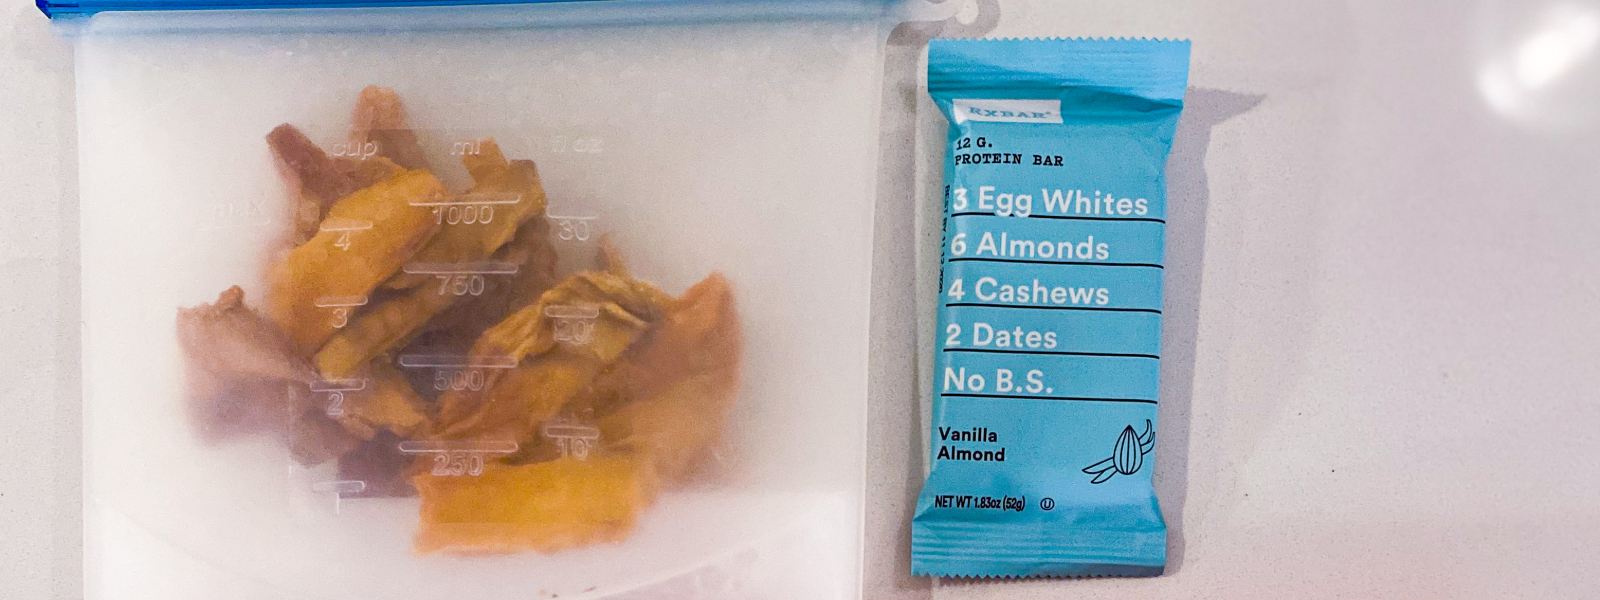 cup ml fl oz
1000
4 30
750
3 20
500
2
10
250
1
RXBAR®
12 G.
PROTEIN BAR
3 Egg Whites
6 Almonds
4 Cashews
2 Dates
No B.S.
Vanilla
Almond
NET WT 1.83oz (52g) U